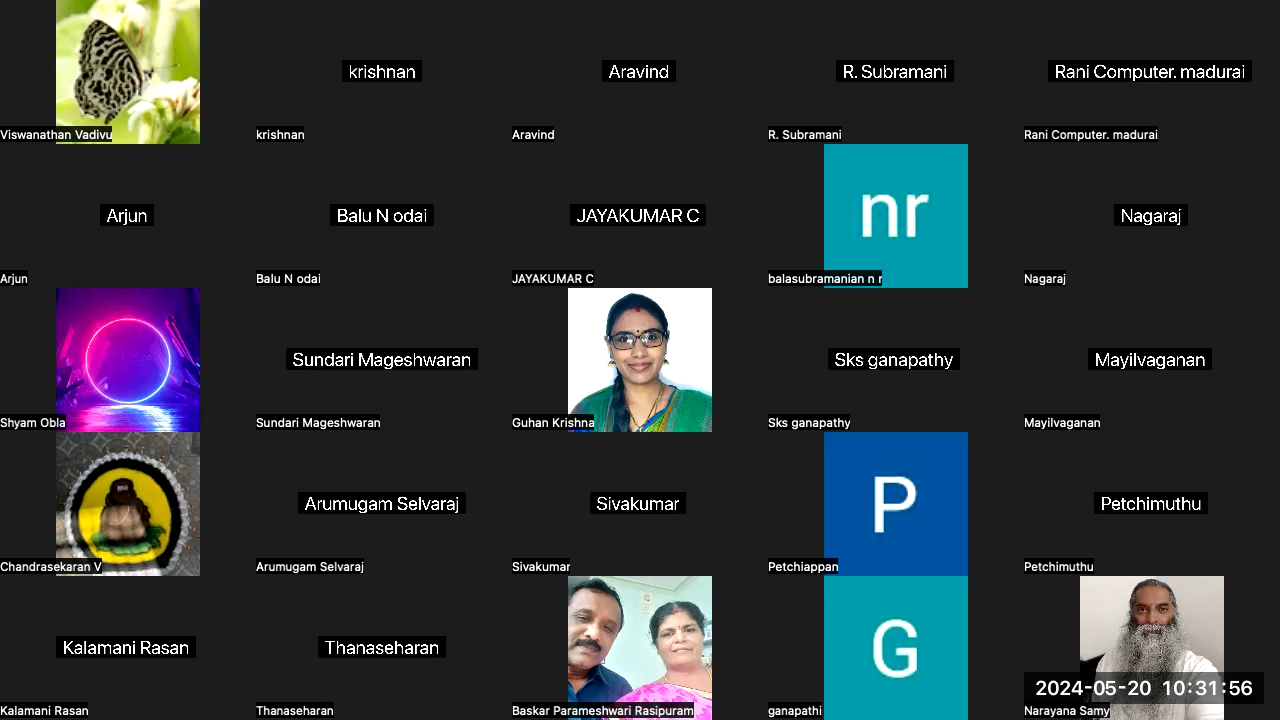 krishnan
Aravind
R. Subramani
Rani Computer. madurai
Viswanathan Vadivu
krishnan
Aravind
R. Subramani
Rani Computer. madurai
Arjun
Balu N odai
JAYAKUMAR C
nr
Nagaraj
Arjun
Balu N odai
JAYAKUMAR C
balasubramanian n r
Nagaraj
Sundari Mageshwaran
Sks ganapathy
Mayilvaganan
Shyam Obla
Sundari Mageshwaran
Guhan Krishna
Sks ganapathy
Mayilvaganan
Arumugam Selvaraj
Sivakumar
P
Petchimuthu
Chandrasekaran V
Arumugam Selvaraj
Sivakumar
Petchiappan
Petchimuthu
Kalamani Rasan
Thanaseharan
G
2024-05-20 10:31:56
Kalamani Rasan
Thanaseharan
Baskar Parameshwari Rasipuram
ganapathi
Narayana Samy